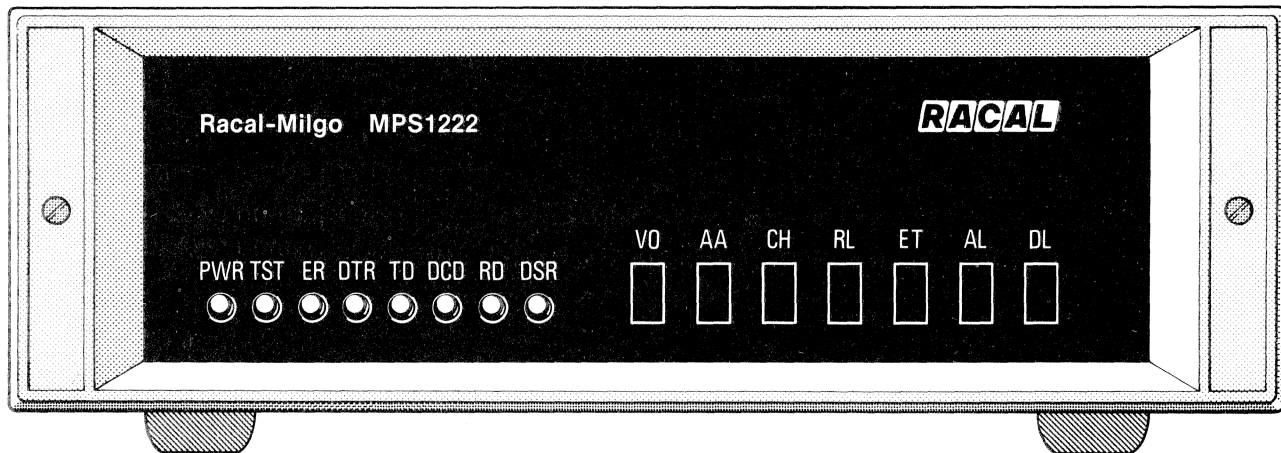 Racal-Milgo MPS1222
RACAL
VO AA CH RL ET AL DL
PWR TST ER DTR TD DCD RD DSR